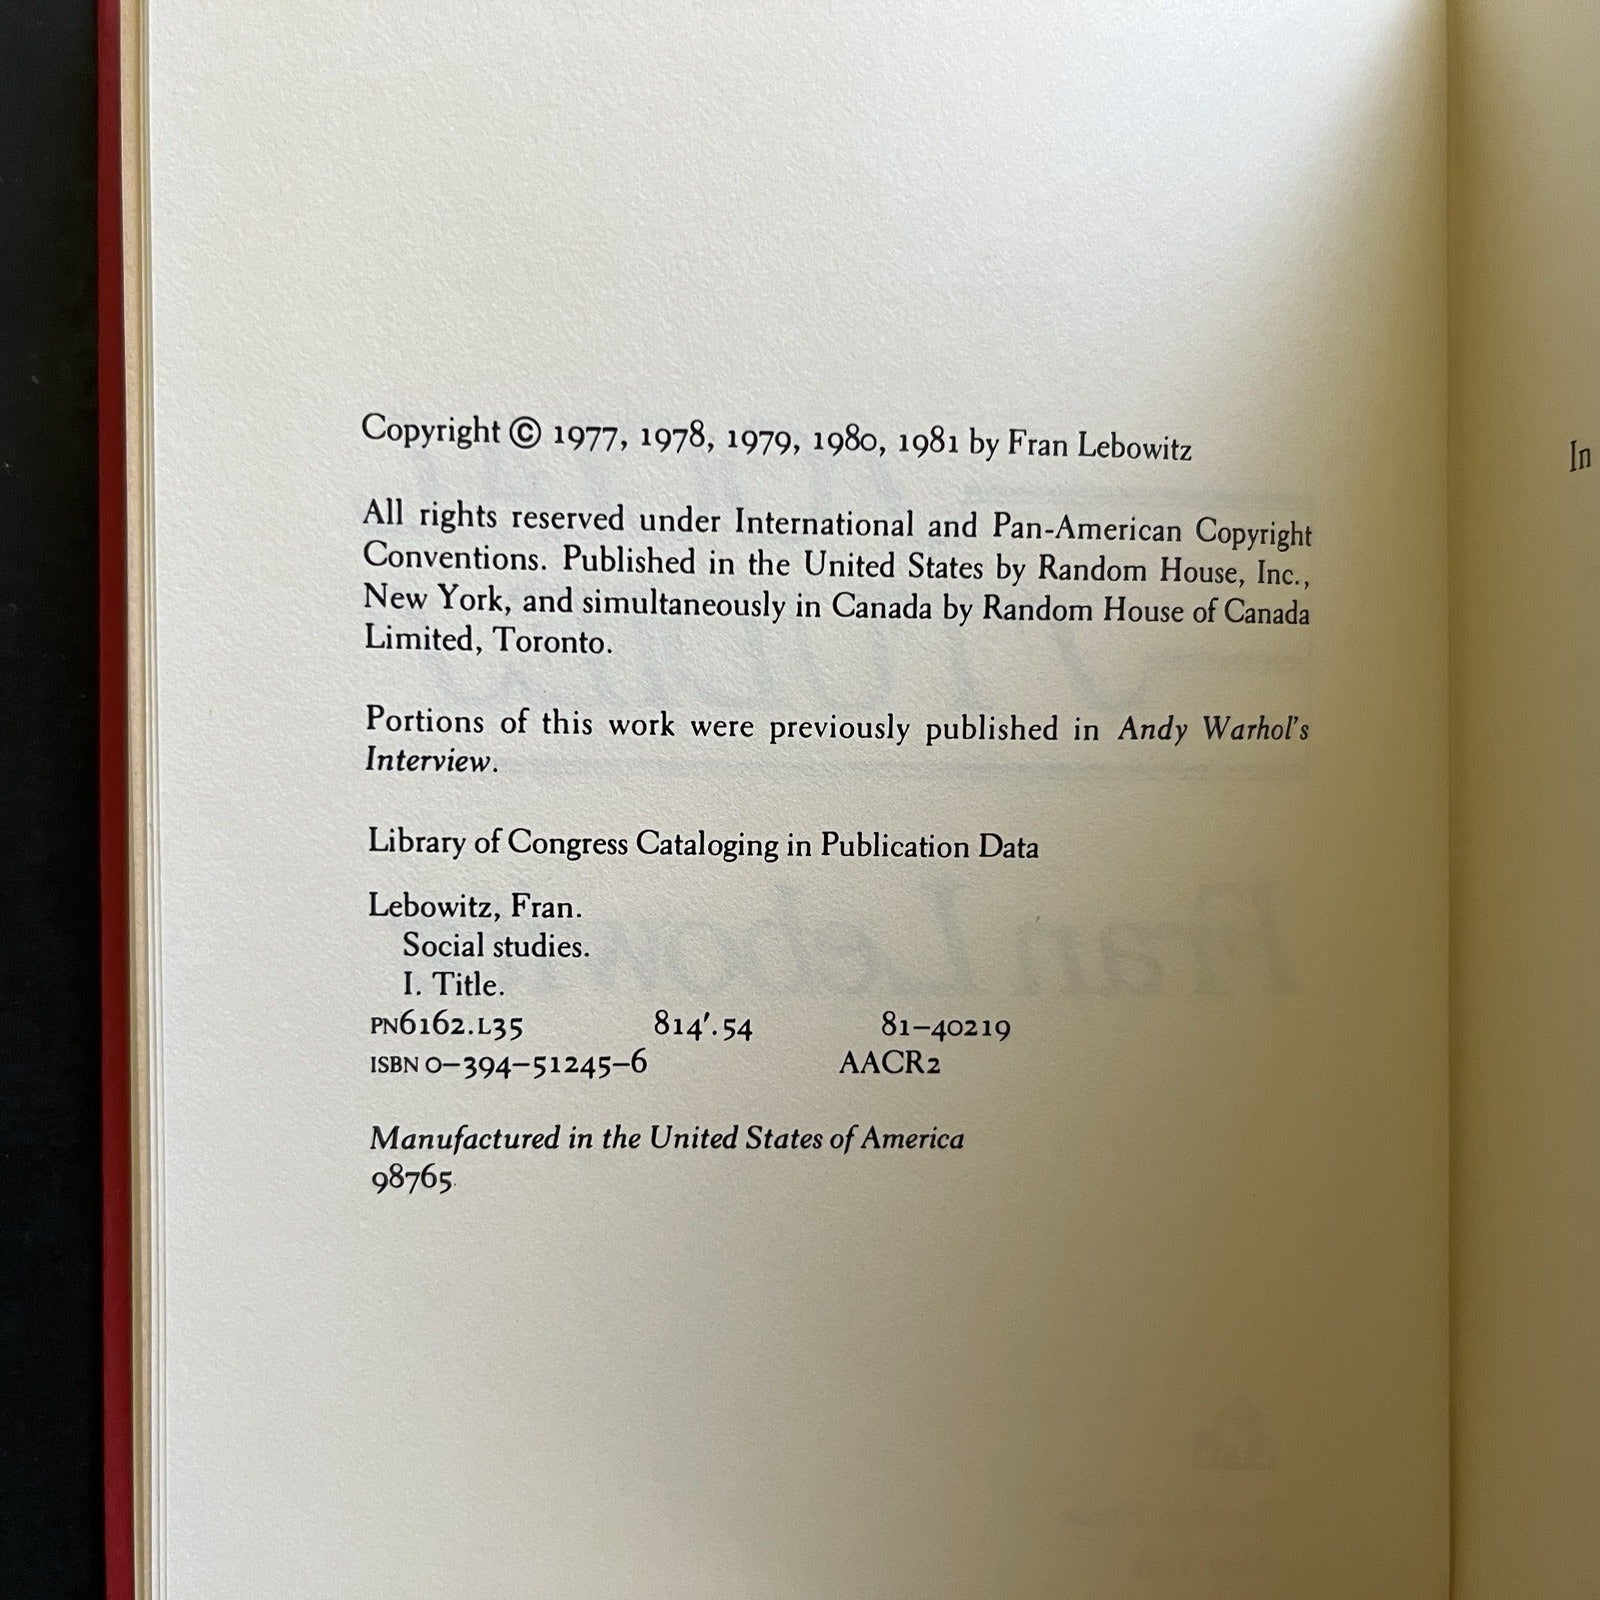 Copyright © 1977, 1978, 1979, 1980, 1981 by Fran Lebowitz
All rights reserved under International and Pan-American Copyright
Conventions. Published in the United States by Random House, Inc.,
New York, and simultaneously in Canada by Random House of Canada
Limited, Toronto.
Portions of this work were previously published in Andy Warhol's
Interview.
Library of Congress Cataloging in Publication Data
Lebowitz, Fran.
Social studies.
I. Title.
PN6162.L35 814'.54 81–40219
ISBN 0–394–51245–6 AACR2
Manufactured in the United States of America
98765
In